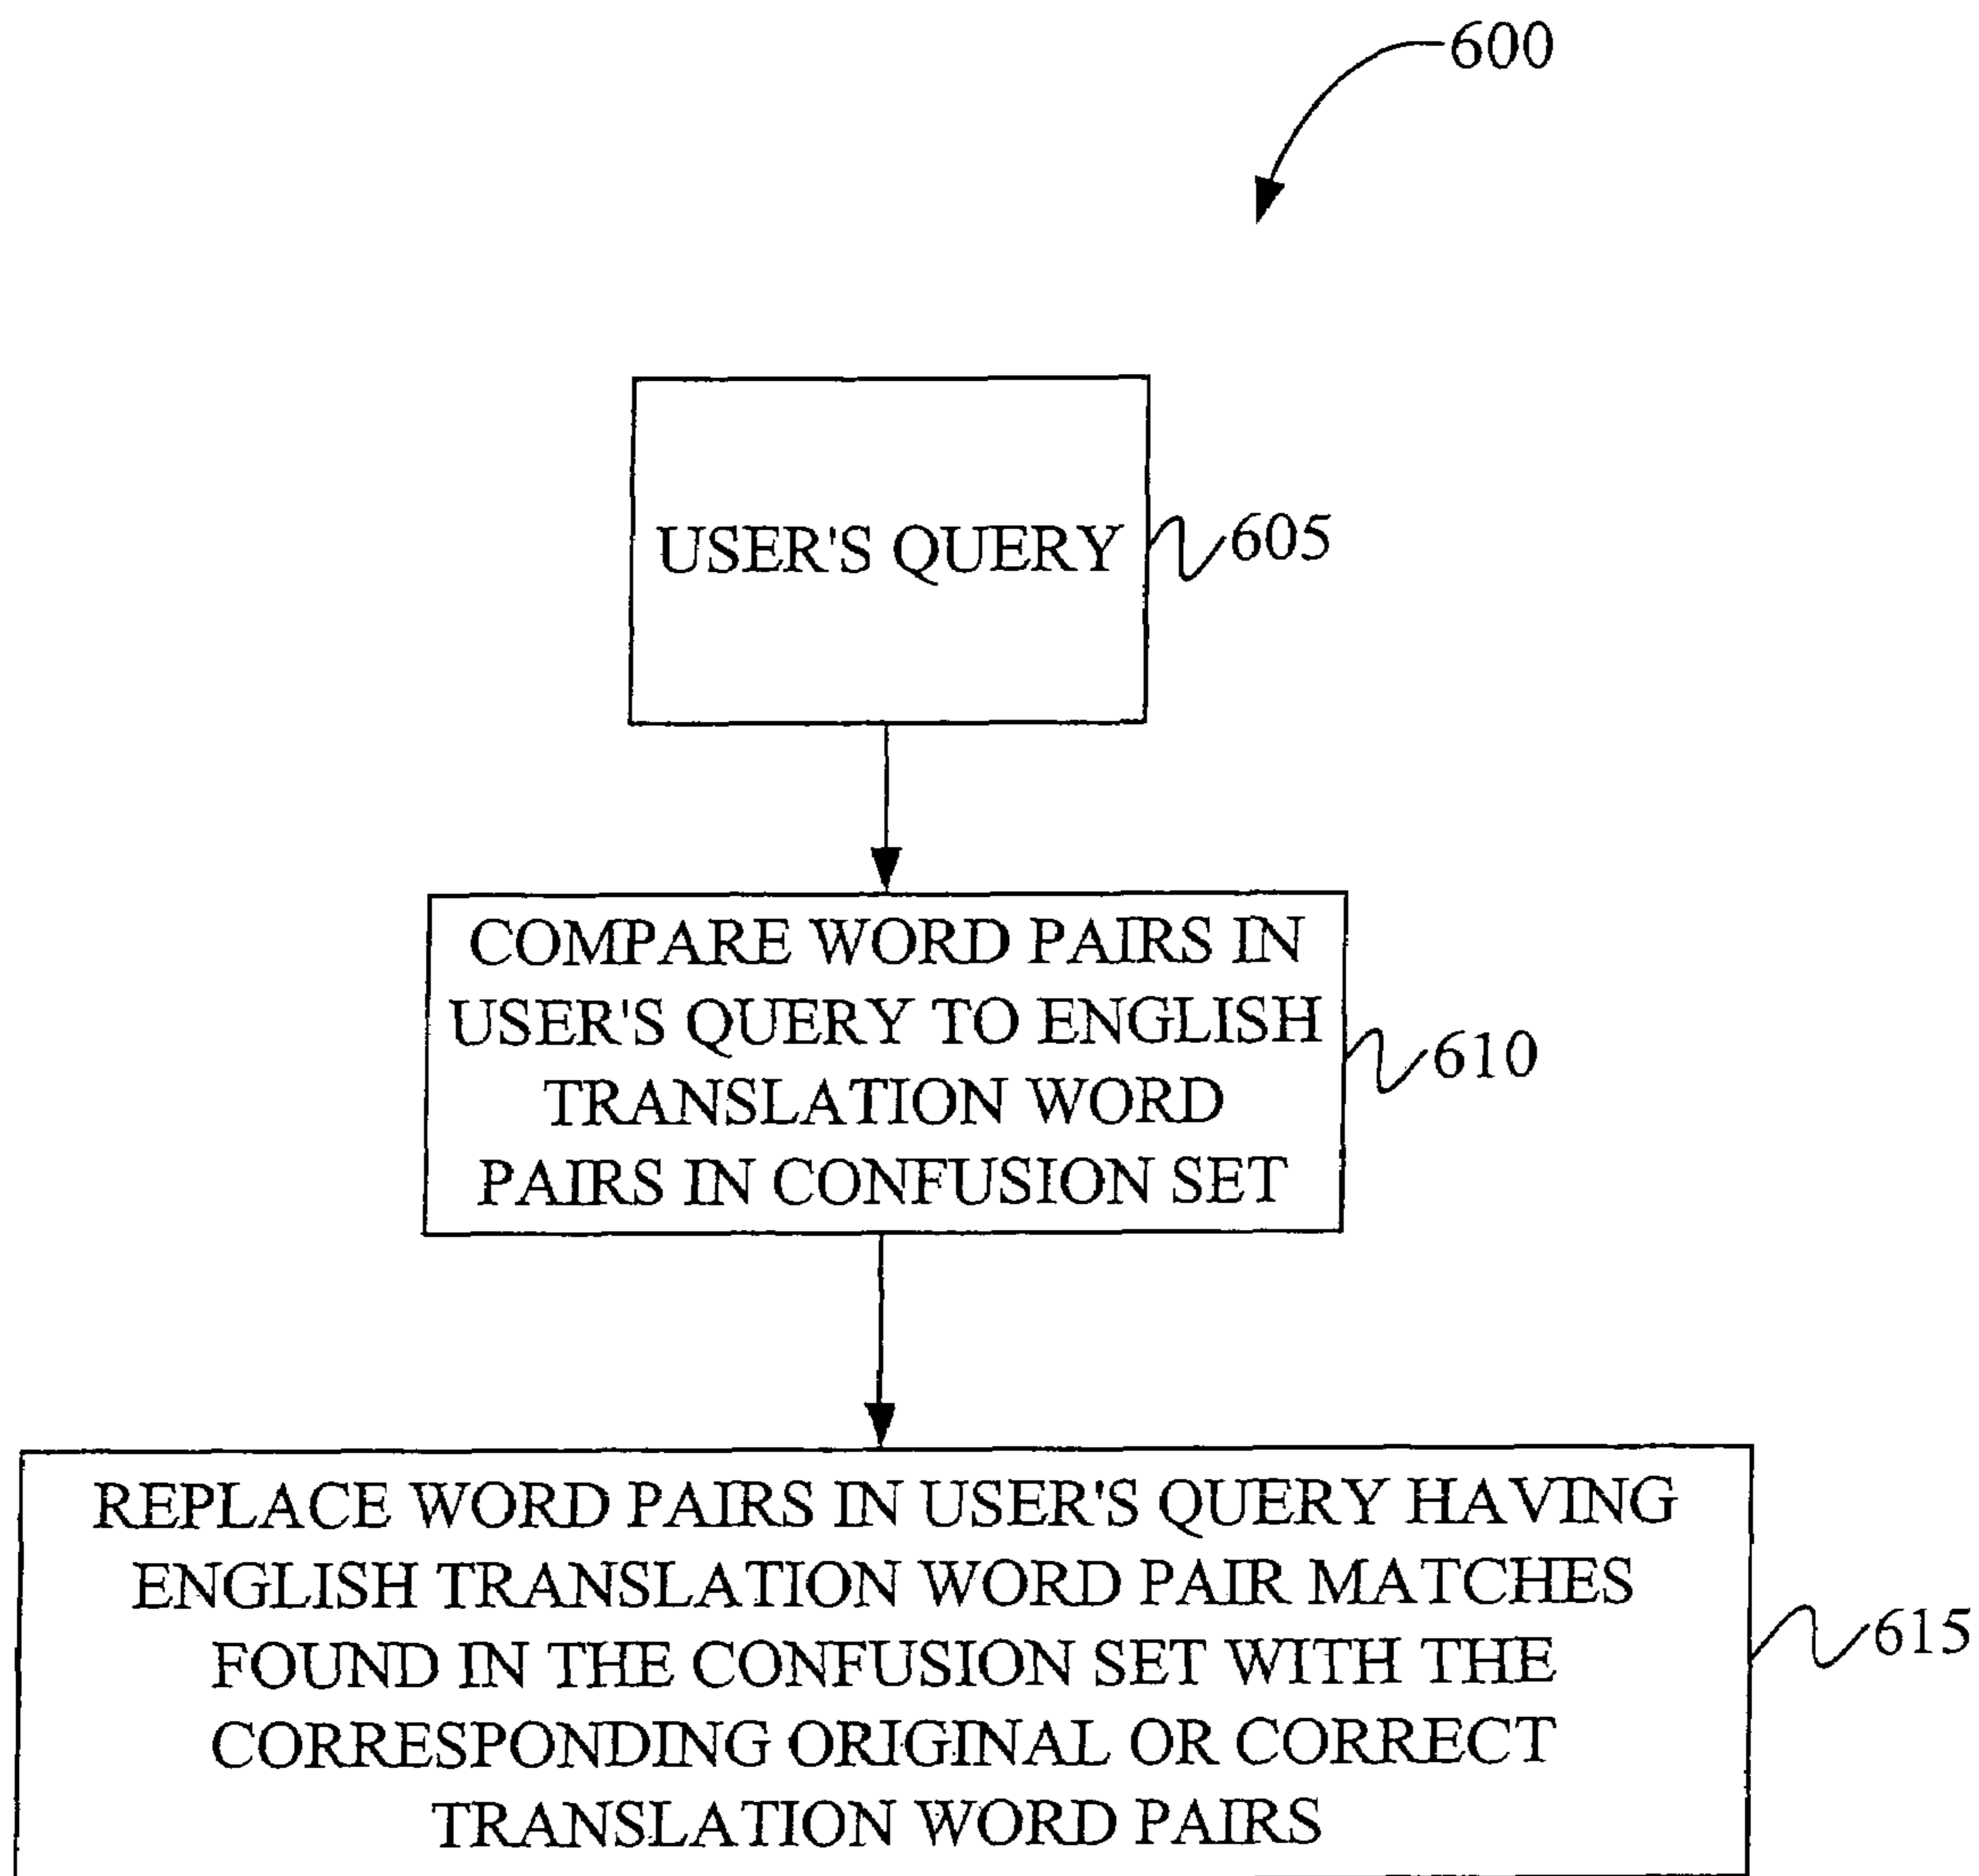 600
USER'S QUERY
605
COMPARE WORD PAIRS IN
USER'S QUERY TO ENGLISH
TRANSLATION WORD
PAIRS IN CONFUSION SET
610
REPLACE WORD PAIRS IN USER'S QUERY HAVING
ENGLISH TRANSLATION WORD PAIR MATCHES
FOUND IN THE CONFUSION SET WITH THE
CORRESPONDING ORIGINAL OR CORRECT
TRANSLATION WORD PAIRS
615